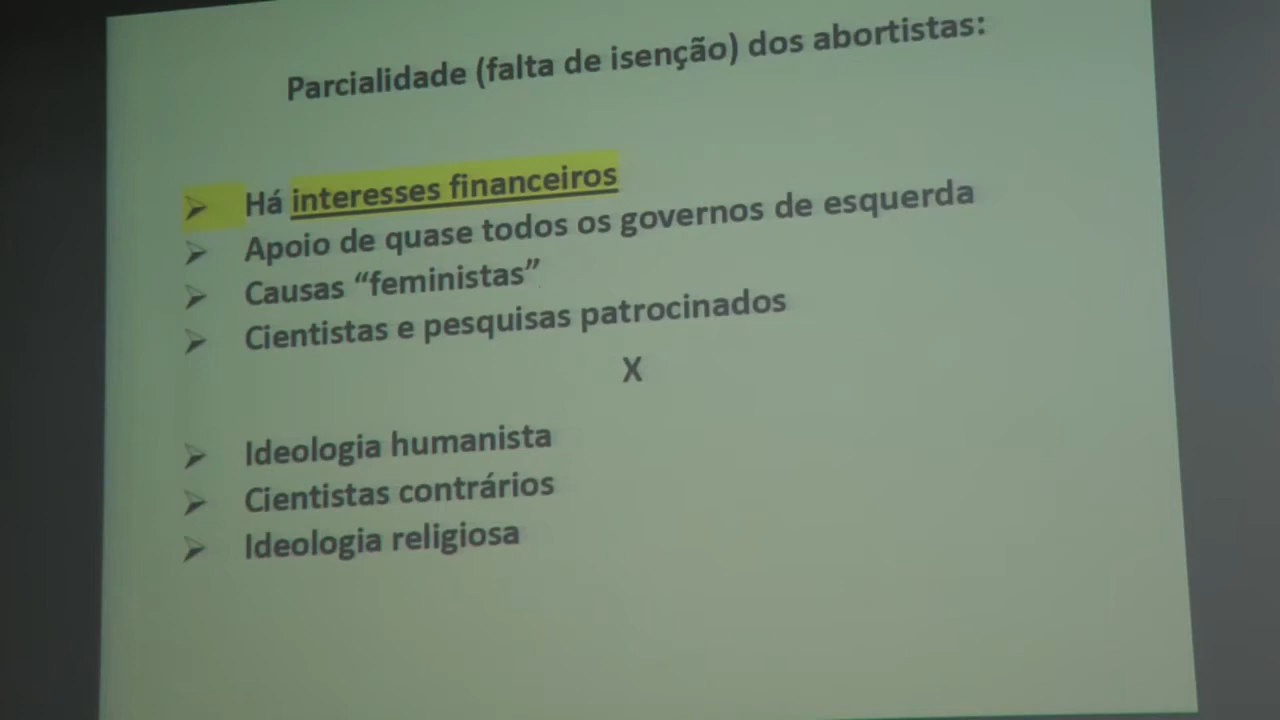 Parcialidade (falta de isenção) dos abortistas:
Há interesses financeiros
Apoio de quase todos os governos de esquerda
Causas “feministas”
Cientistas e pesquisas patrocinados
X
Ideologia humanista
Cientistas contrários
Ideologia religiosa